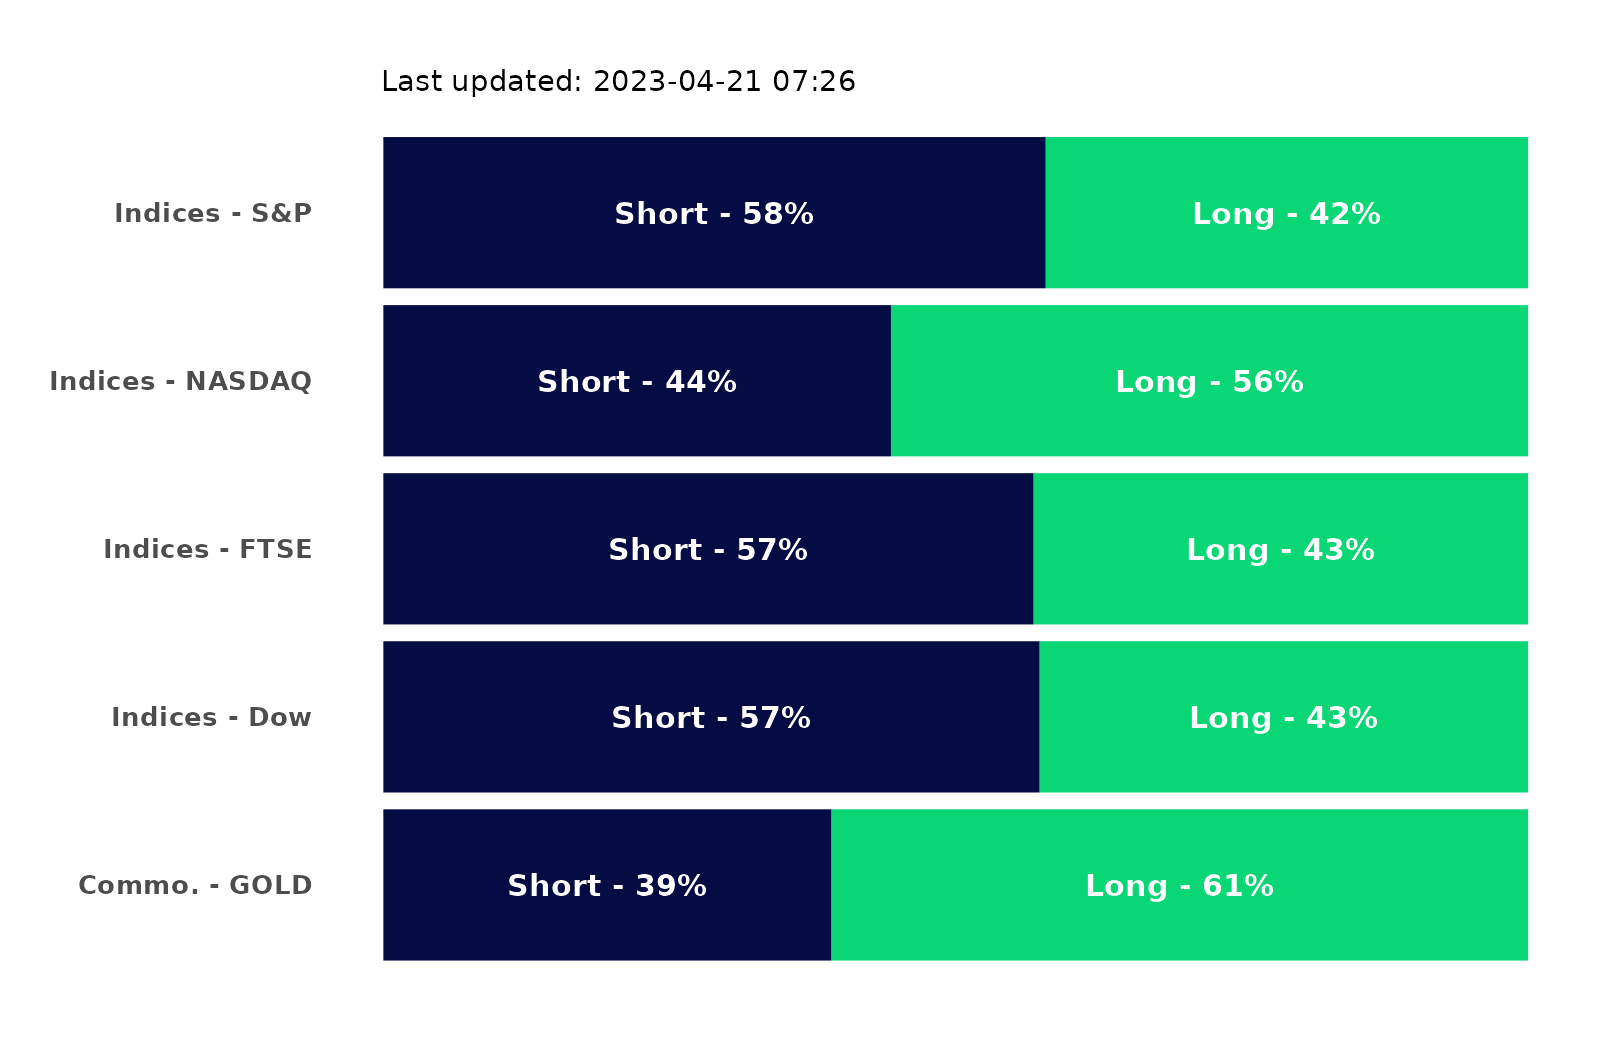 Last updated: 2023-04-21 07:26
Indices - S&P Short - 58% Long - 42%
Indices - NASDAQ Short - 44% Long - 56%
Indices - FTSE Short - 57% Long - 43%
Indices - Dow Short - 57% Long - 43%
Commo. - GOLD Short - 39% Long - 61%